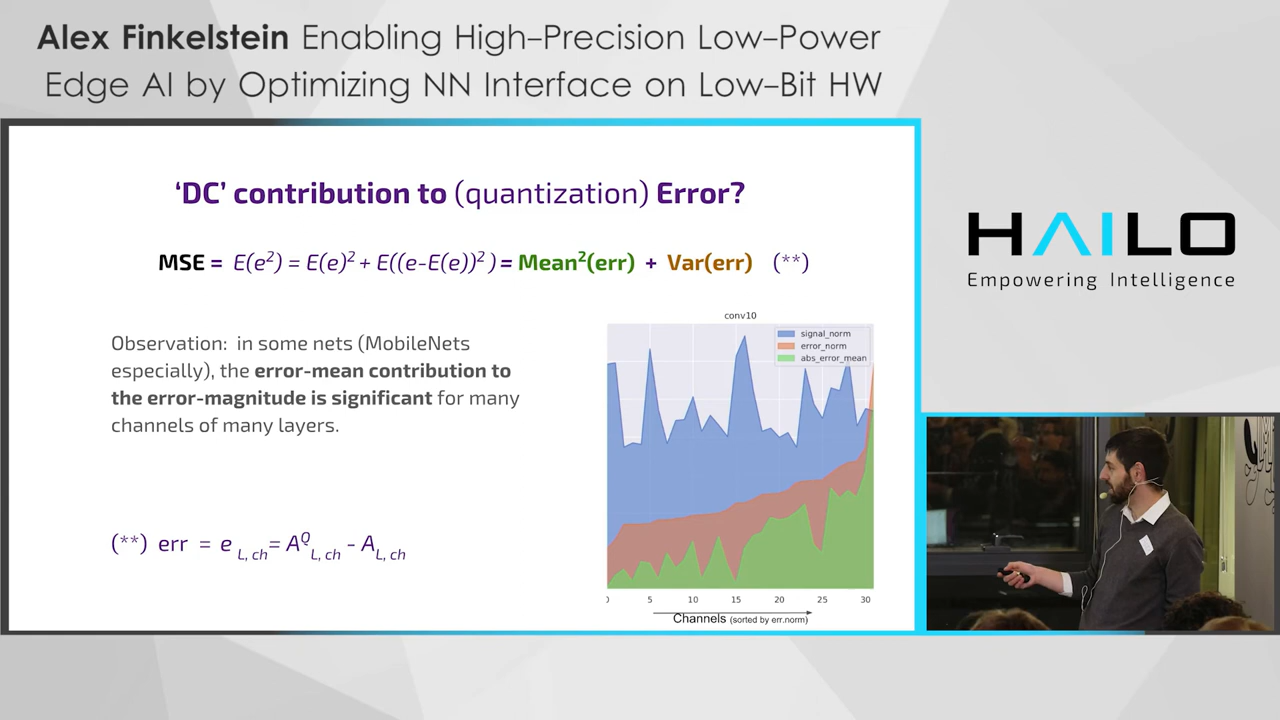 Alex Finkelstein Enabling High-Precision Low-Power
Edge AI by Optimizing NN Interface on Low-Bit HW
'DC' contribution to (quantization) Error?
MSE = E(e²) = E(e)² + E((e-E(e))²) = Mean²(err) + Var(err) (**)
Observation: in some nets (MobileNets
especially), the error-mean contribution to
the error-magnitude is significant for many
channels of many layers.
(**) err = e L, ch = A^Q L, ch - A L, ch
conv10
signal_norm
error_norm
abs_error_mean
0 5 10 15 20 25 30
Channels (sorted by err.norm)
HAILO
Empowering Intelligence